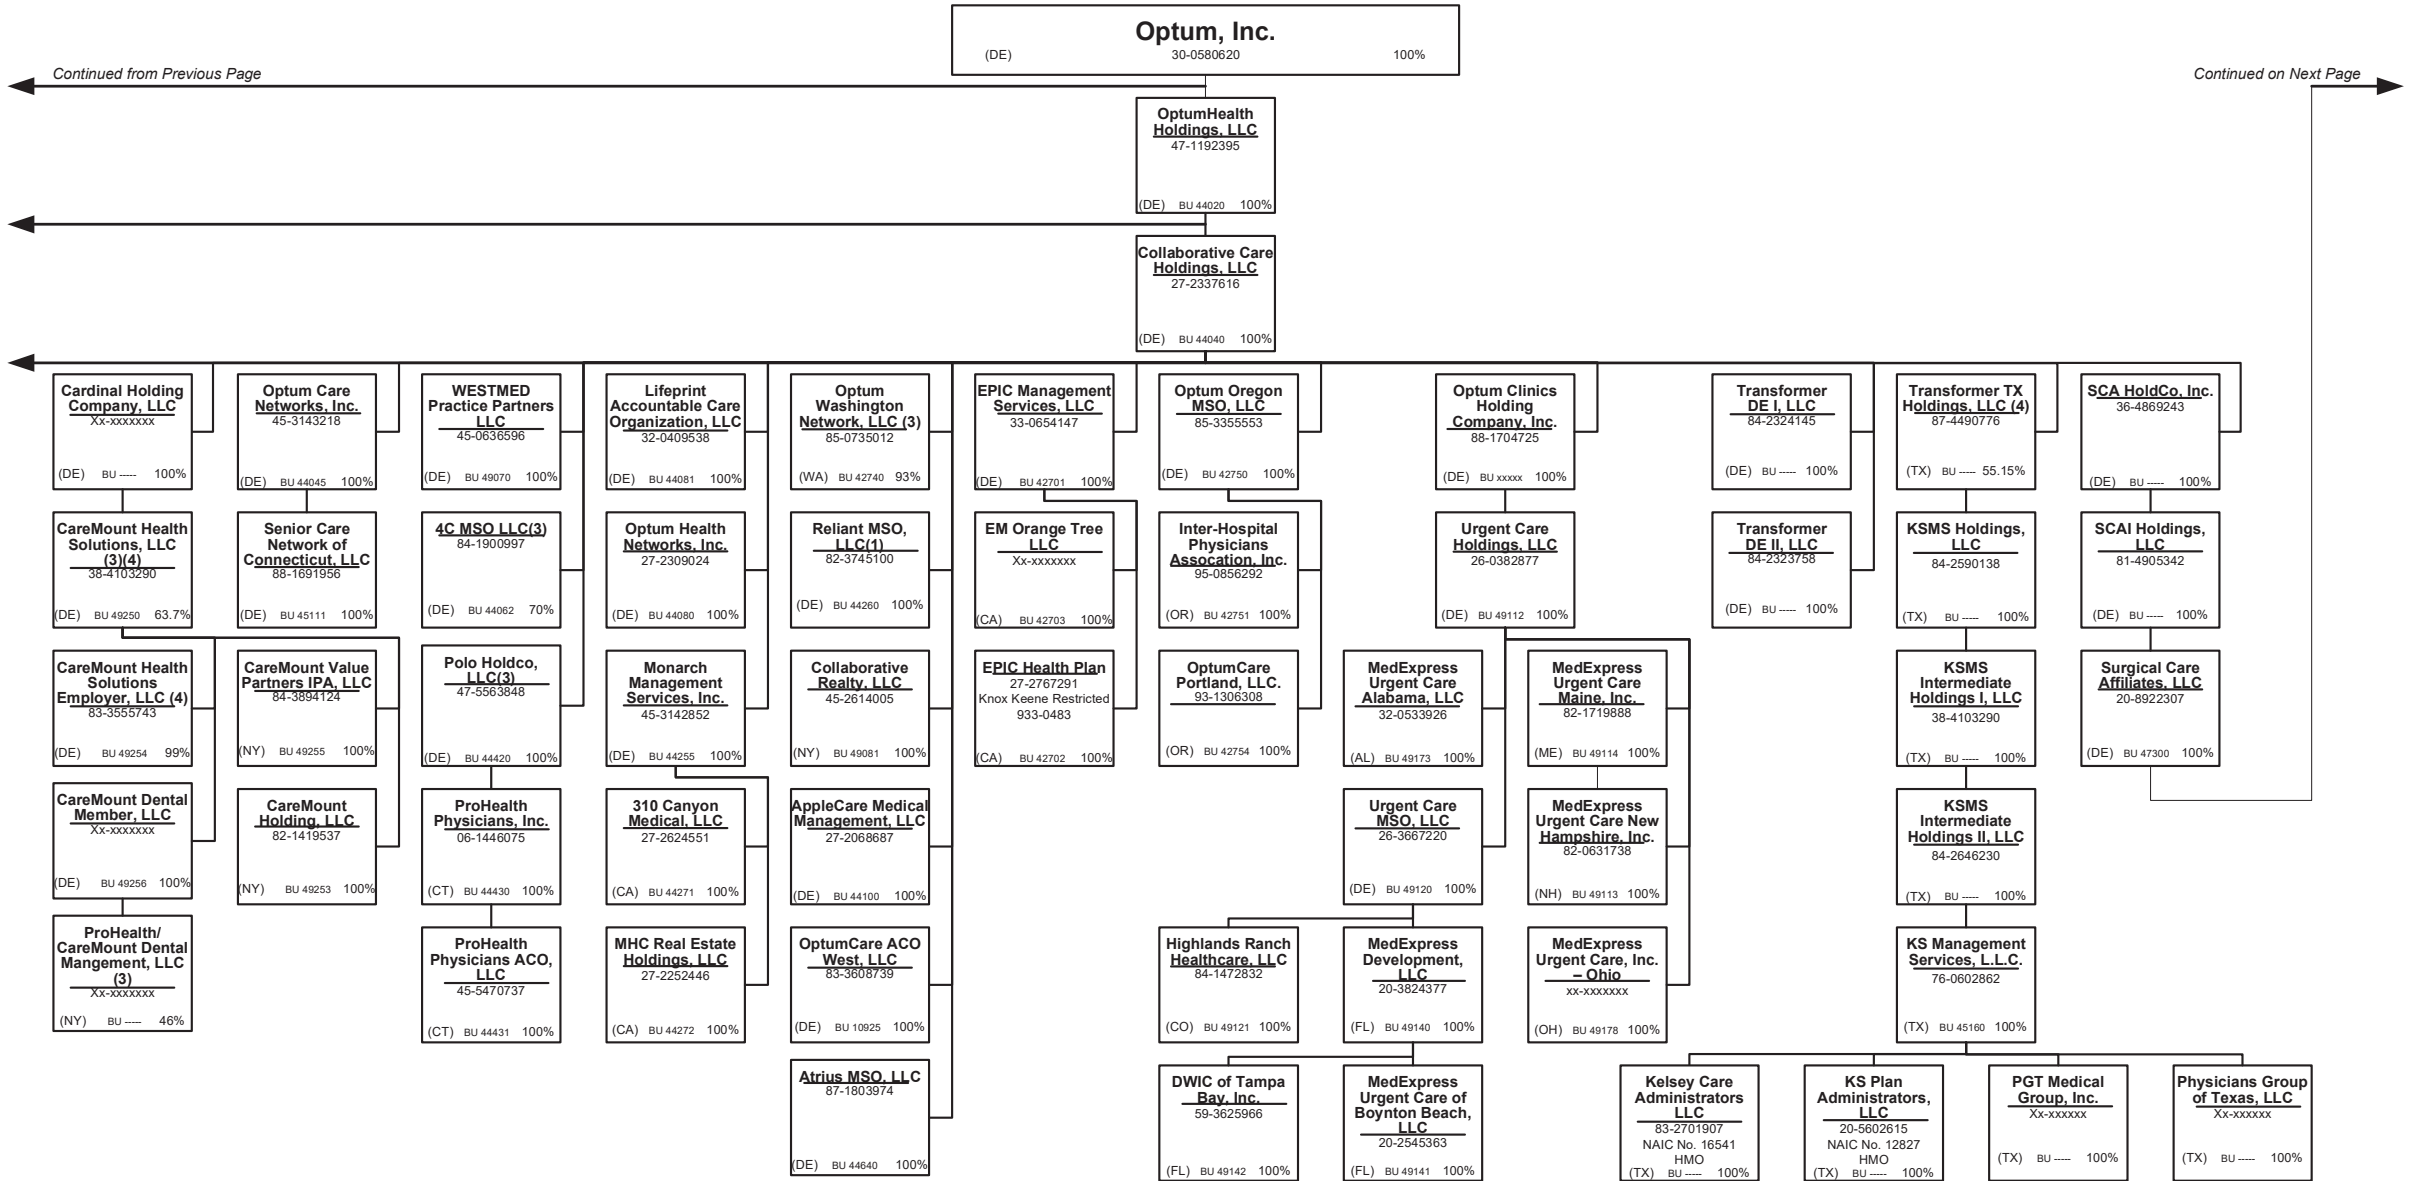 Optum, Inc.
(DE) 30-0580620 100%
Continued from Previous Page
Continued on Next Page
OptumHealth
Holdings, LLC
47-1192395
(DE) BU 44020 100%
Collaborative Care
Holdings, LLC
27-2337616
(DE) BU 44040 100%
Cardinal Holding
Company, LLC
Xx-xxxxxxx
(DE) BU ----- 100%
Optum Care
Networks, Inc.
45-3143218
(DE) BU 44045 100%
WESTMED
Practice Partners
LLC
45-0636596
(DE) BU 49070 100%
Lifeprint
Accountable Care
Organization, LLC
32-0409538
(DE) BU 44081 100%
Optum
Washington
Network, LLC (3)
85-0735012
(WA) BU 42740 93%
EPIC Management
Services, LLC
33-0654147
(DE) BU 42701 100%
Optum Oregon
MSO, LLC
85-3355553
(DE) BU 42750 100%
Optum Clinics
Holding
Company, Inc.
88-1704725
(DE) BU xxxxx 100%
Transformer
DE I, LLC
84-2324145
(DE) BU ----- 100%
Transformer TX
Holdings, LLC (4)
87-4490776
(TX) BU ----- 55.15%
SCA HoldCo, Inc.
36-4869243
(DE) BU ----- 100%
CareMount Health
Solutions, LLC
(3)(4)
38-4103290
(DE) BU 49250 63.7%
Senior Care
Network of
Connecticut, LLC
88-1691956
(DE) BU 45111 100%
4C MSO LLC(3)
84-1900997
(DE) BU 44062 70%
Optum Health
Networks, Inc.
27-2309024
(DE) BU 44080 100%
Reliant MSO,
LLC(1)
82-3745100
(DE) BU 44260 100%
EM Orange Tree
LLC
Xx-xxxxxxx
(CA) BU 42703 100%
Inter-Hospital
Physicians
Assocation, Inc.
95-0856292
(OR) BU 42751 100%
Urgent Care
Holdings, LLC
26-0382877
(DE) BU 49112 100%
Transformer
DE II, LLC
84-2323758
(DE) BU ----- 100%
KSMS Holdings,
LLC
84-2590138
(TX) BU ----- 100%
SCAI Holdings,
LLC
81-4905342
(DE) BU ----- 100%
CareMount Health
Solutions
Employer, LLC (4)
83-3555743
(DE) BU 49254 99%
CareMount Value
Partners IPA, LLC
84-3894124
(NY) BU 49255 100%
Polo Holdco,
LLC(3)
47-5563848
(DE) BU 44420 100%
Monarch
Management
Services, Inc.
45-3142852
(DE) BU 44255 100%
Collaborative
Realty, LLC
45-2614005
(NY) BU 49081 100%
EPIC Health Plan
27-2767291
Knox Keene Restricted
933-0483
(CA) BU 42702 100%
OptumCare
Portland, LLC.
93-1306308
(OR) BU 42754 100%
MedExpress
Urgent Care
Alabama, LLC
32-0533926
(AL) BU 49173 100%
MedExpress
Urgent Care
Maine, Inc.
82-1719888
(ME) BU 49114 100%
KSMS
Intermediate
Holdings I, LLC
38-4103290
(TX) BU ----- 100%
Surgical Care
Affiliates, LLC
20-8922307
(DE) BU 47300 100%
CareMount Dental
Member, LLC
Xx-xxxxxxx
(DE) BU 49256 100%
CareMount
Holding, LLC
82-1419537
(NY) BU 49253 100%
ProHealth
Physicians, Inc.
06-1446075
(CT) BU 44430 100%
310 Canyon
Medical, LLC
27-2624551
(CA) BU 44271 100%
AppleCare Medical
Management, LLC
27-2068687
(DE) BU 44100 100%
Urgent Care
MSO, LLC
26-3667220
(DE) BU 49120 100%
MedExpress
Urgent Care New
Hampshire, Inc.
82-0631738
(NH) BU 49113 100%
KSMS
Intermediate
Holdings II, LLC
84-2646230
(TX) BU ----- 100%
ProHealth/
CareMount Dental
Mangement, LLC
(3)
Xx-xxxxxxx
(NY) BU ----- 46%
ProHealth
Physicians ACO,
LLC
45-5470737
(CT) BU 44431 100%
MHC Real Estate
Holdings, LLC
27-2252446
(CA) BU 44272 100%
OptumCare ACO
West, LLC
83-3608739
(DE) BU 10925 100%
Highlands Ranch
Healthcare, LLC
84-1472832
(CO) BU 49121 100%
MedExpress
Development,
LLC
20-3824377
(FL) BU 49140 100%
MedExpress
Urgent Care, Inc.
– Ohio
xx-xxxxxxx
(OH) BU 49178 100%
KS Management
Services, L.L.C.
76-0602862
(TX) BU 45160 100%
Atrius MSO, LLC
87-1803974
(DE) BU 44640 100%
DWIC of Tampa
Bay, Inc.
59-3625966
(FL) BU 49142 100%
MedExpress
Urgent Care of
Boynton Beach,
LLC
20-2545363
(FL) BU 49141 100%
Kelsey Care
Administrators
LLC
83-2701907
NAIC No. 16541
HMO
(TX) BU ----- 100%
KS Plan
Administrators,
LLC
20-5602615
NAIC No. 12827
HMO
(TX) BU ----- 100%
PGT Medical
Group, Inc.
Xx-xxxxxx
(TX) BU ----- 100%
Physicians Group
of Texas, LLC
Xx-xxxxxx
(TX) BU ----- 100%